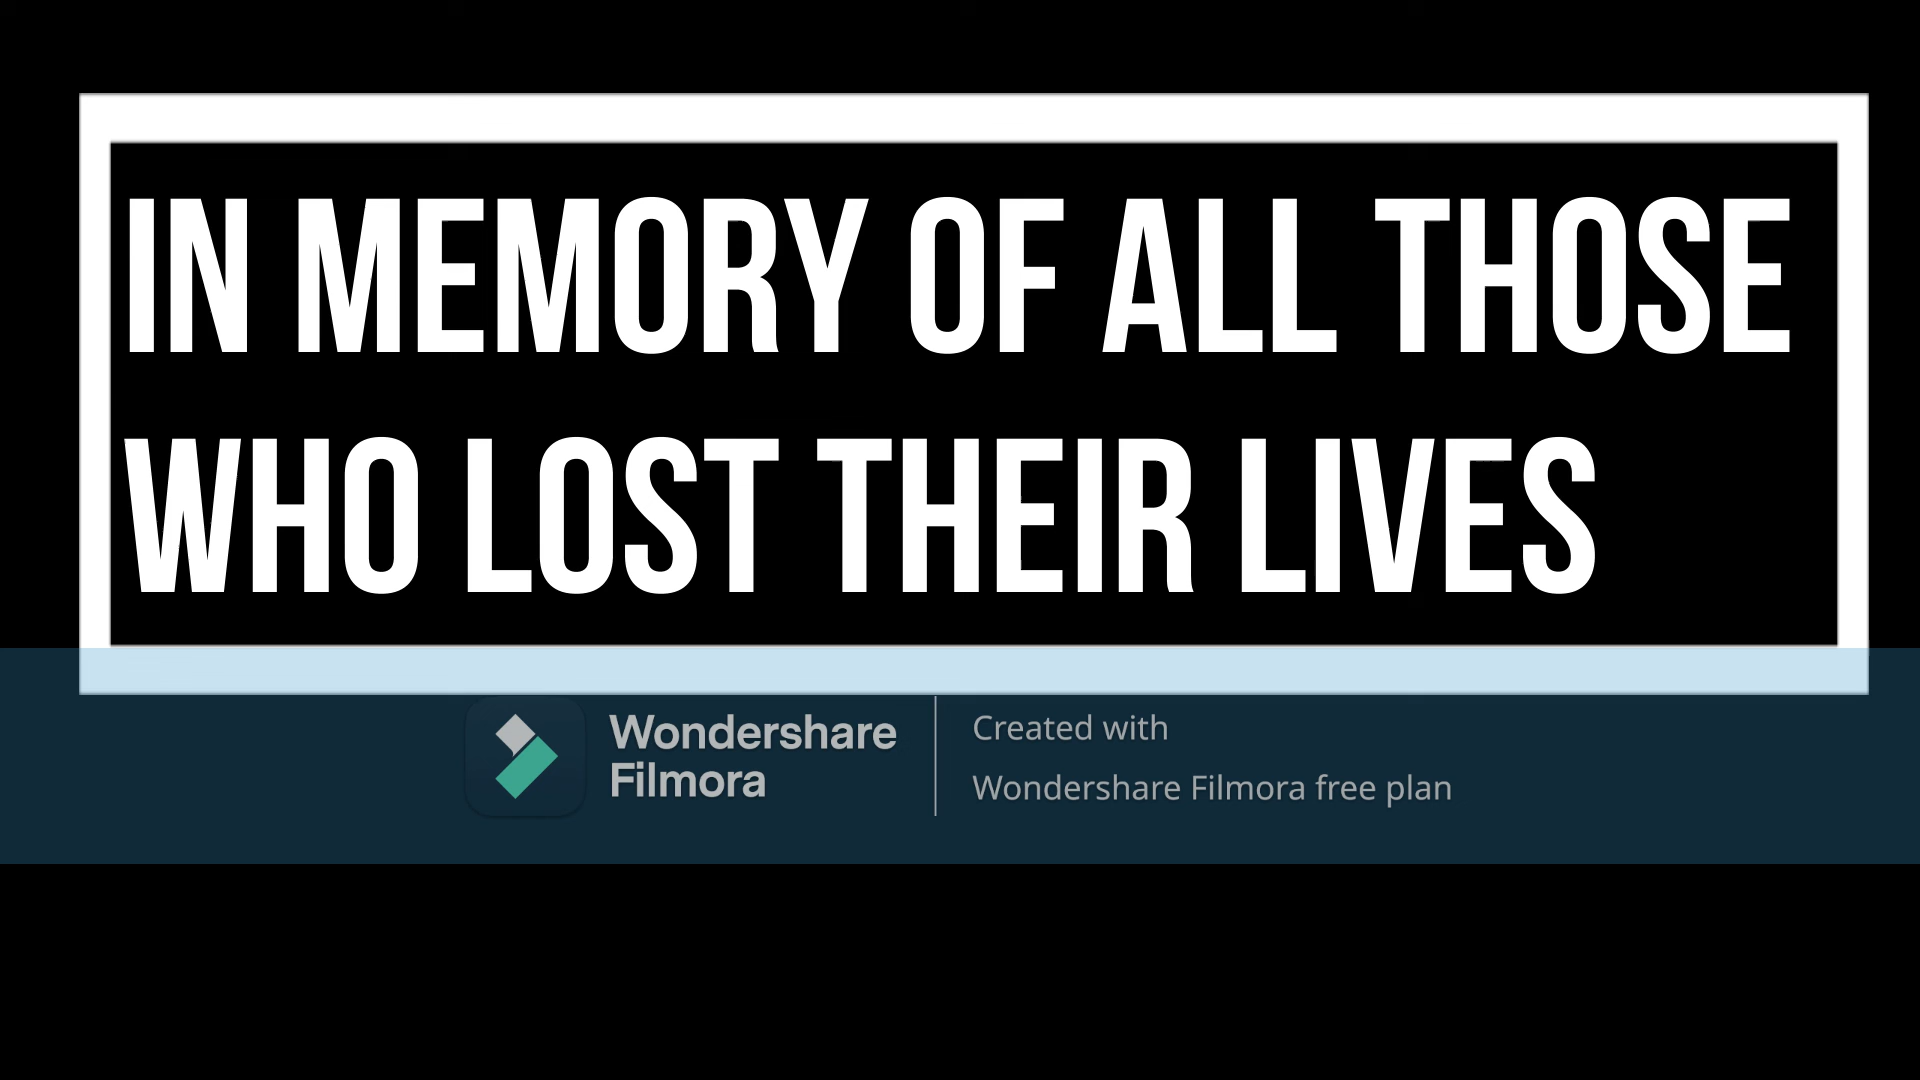 IN MEMORY OF ALL THOSE
WHO LOST THEIR LIVES
Wondershare
Filmora
Created with
Wondershare Filmora free plan